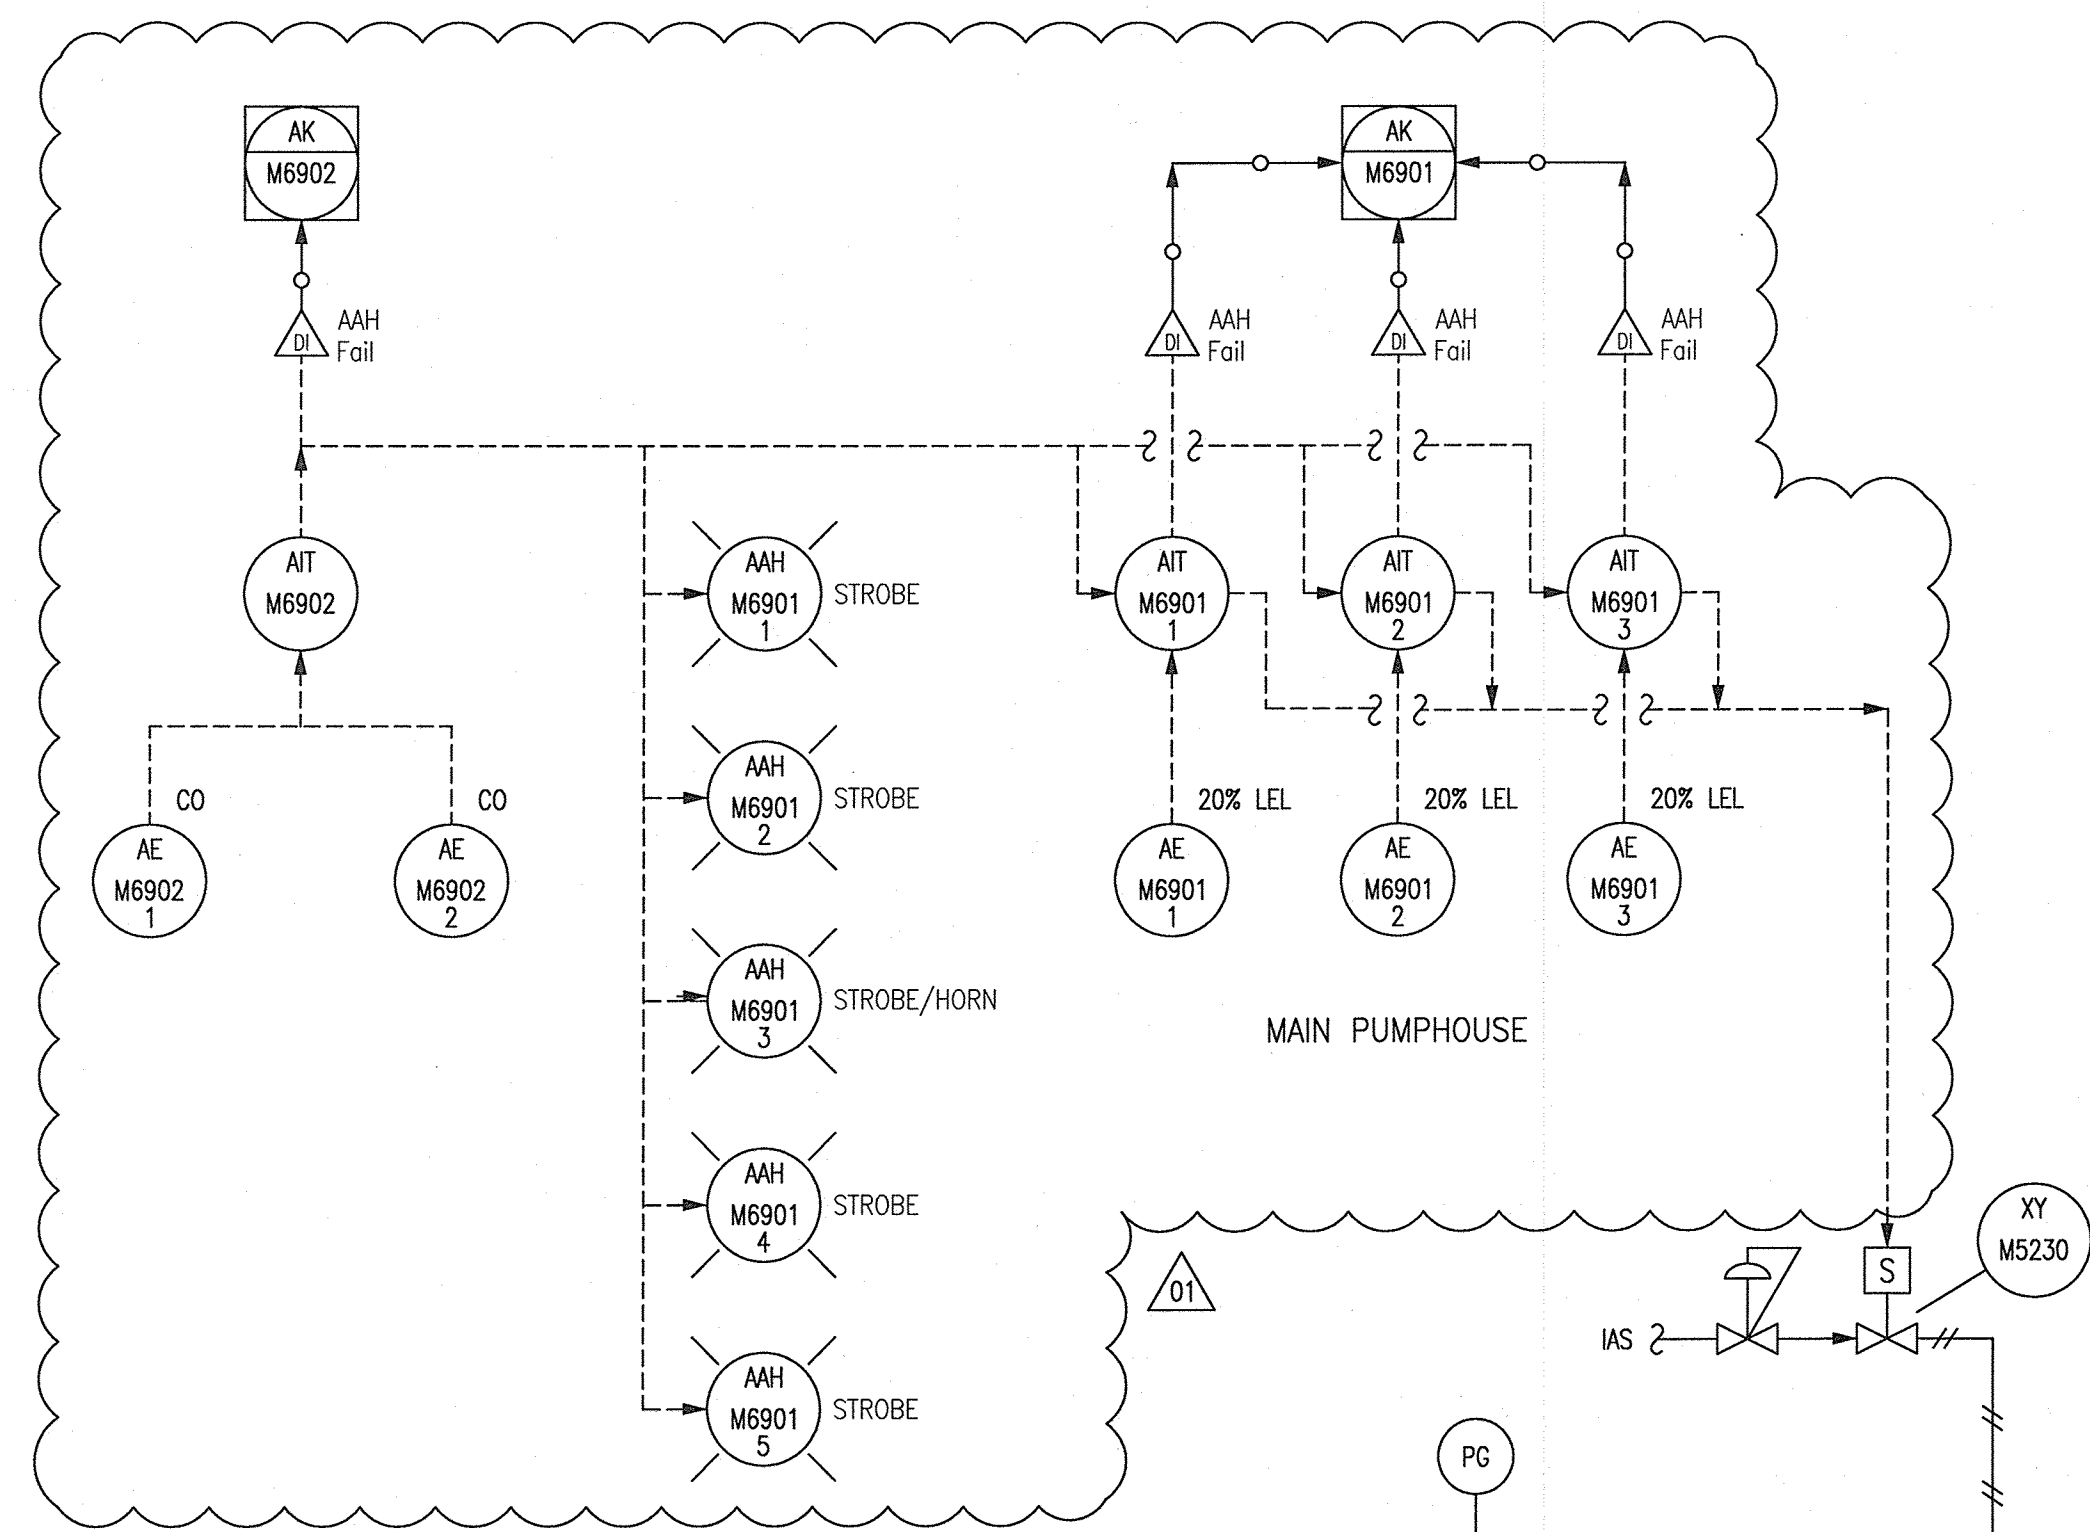 AK
M6902
AK
M6901
AAH
Fail
DI
AAH
Fail
DI
AAH
Fail
DI
AAH
Fail
DI
AIT
M6902
AAH
M6901
1
STROBE
AIT
M6901
1
AIT
M6901
2
AIT
M6901
3
AAH
M6901
2
STROBE
CO
CO
20% LEL
20% LEL
20% LEL
AE
M6902
1
AE
M6902
2
AE
M6901
1
AE
M6901
2
AE
M6901
3
AAH
M6901
3
STROBE/HORN
MAIN PUMPHOUSE
AAH
M6901
4
STROBE
XY
M5230
01
S
IAS
AAH
M6901
5
STROBE
PG